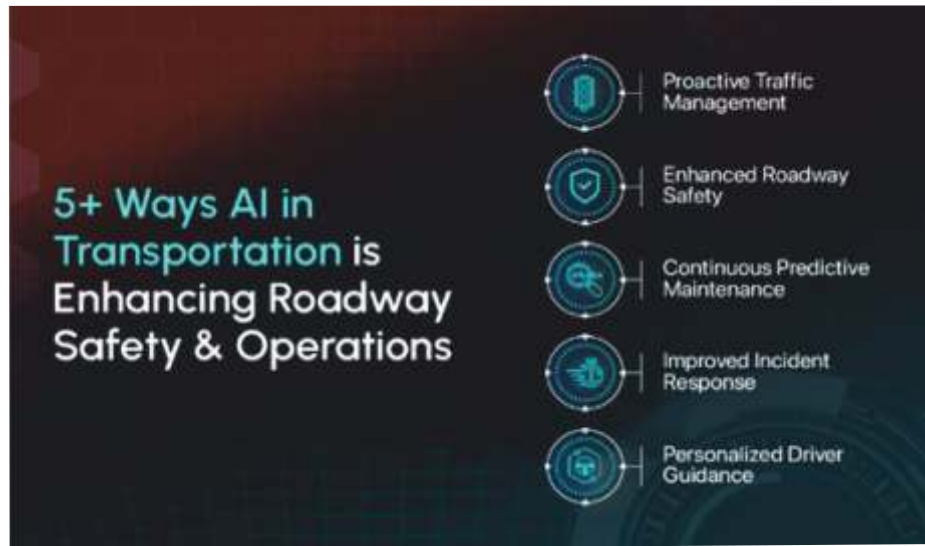 5+ Ways AI in
Transportation is
Enhancing Roadway
Safety & Operations
Proactive Traffic
Management
Enhanced Roadway
Safety
Continuous Predictive
Maintenance
Improved Incident
Response
Personalized Driver
Guidance